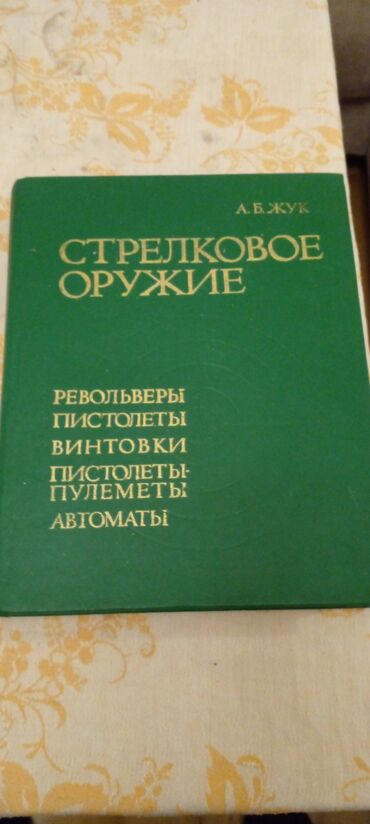 А.Б.ЖУК
СТРЕЛКОВОЕ
ОРУЖИЕ
РЕВОЛЬВЕРЫ
ПИСТОЛЕТЫ
ВИНТОВКИ
ПИСТОЛЕТЫ-
ПУЛЕМЕТЫ
АВТОМАТЫ